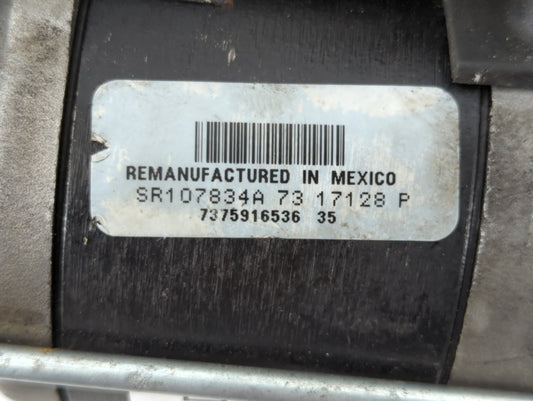 REMANUFACTURED IN MEXICO
SR107834A 73 17128 P
7375916536 35